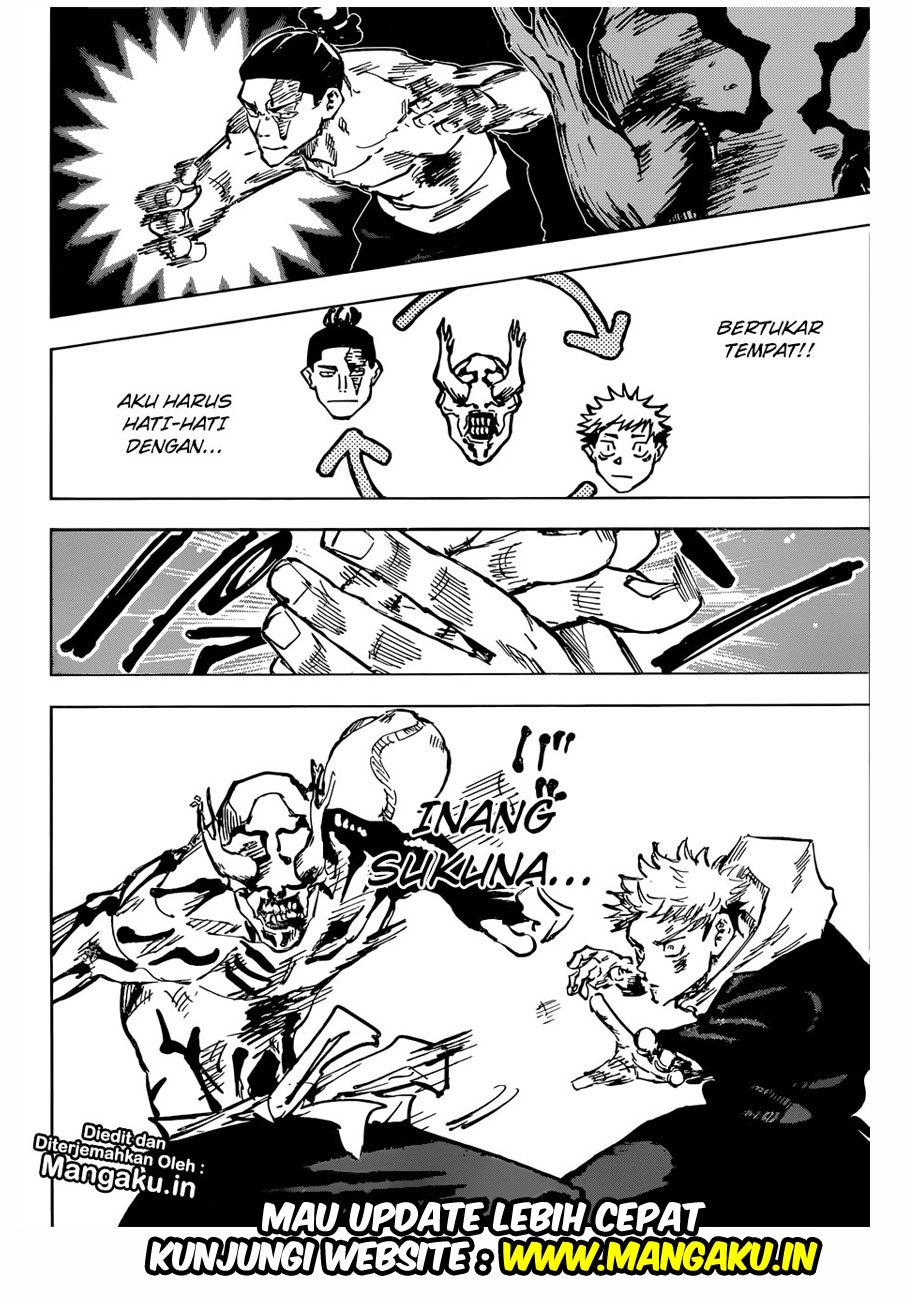 BERTUKAR
TEMPAT!!
AKU HARUS
HATI-HATI
DENGAN...
INANG
SUKUNA...
Diedit dan
Diterjemahkan Oleh :
Mangaku.in
MAU UPDATE LEBIH CEPAT
KUNJUNGI WEBSITE : WWW.MANGAKU.IN